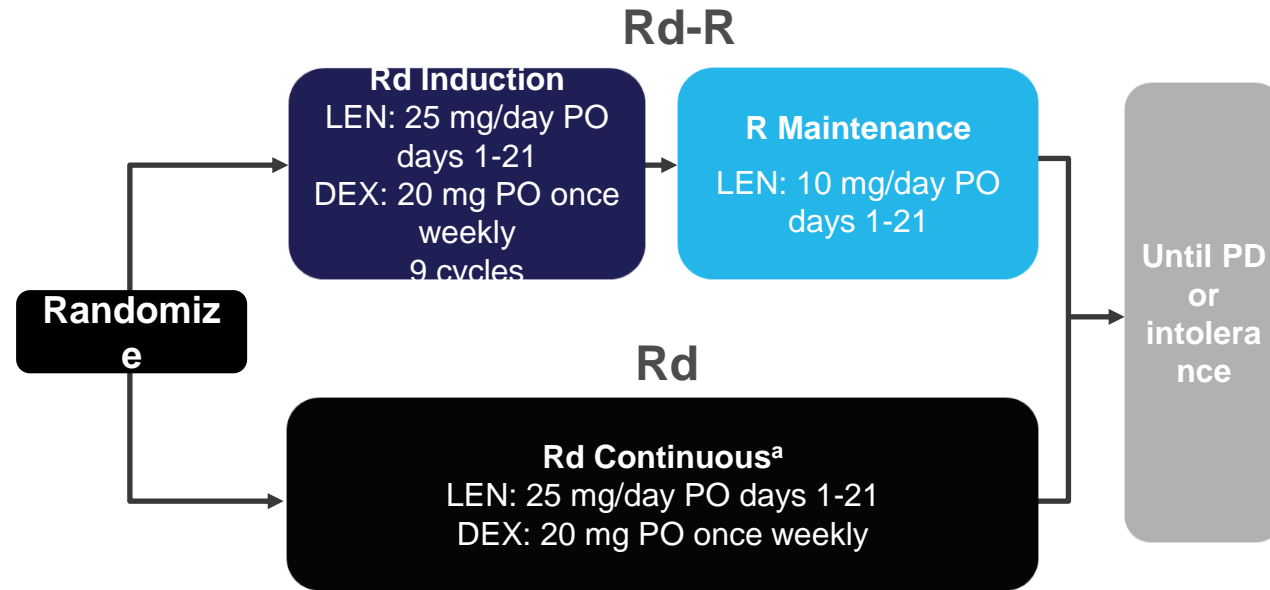 Rd-R
Rd Induction
LEN: 25 mg/day PO
days 1-21
DEX: 20 mg PO once
weekly
9 cycles
R Maintenance
LEN: 10 mg/day PO
days 1-21
Randomiz
e
Until PD
or
intolera
nce
Rd
Rd Continuousᵃ
LEN: 25 mg/day PO days 1-21
DEX: 20 mg PO once weekly